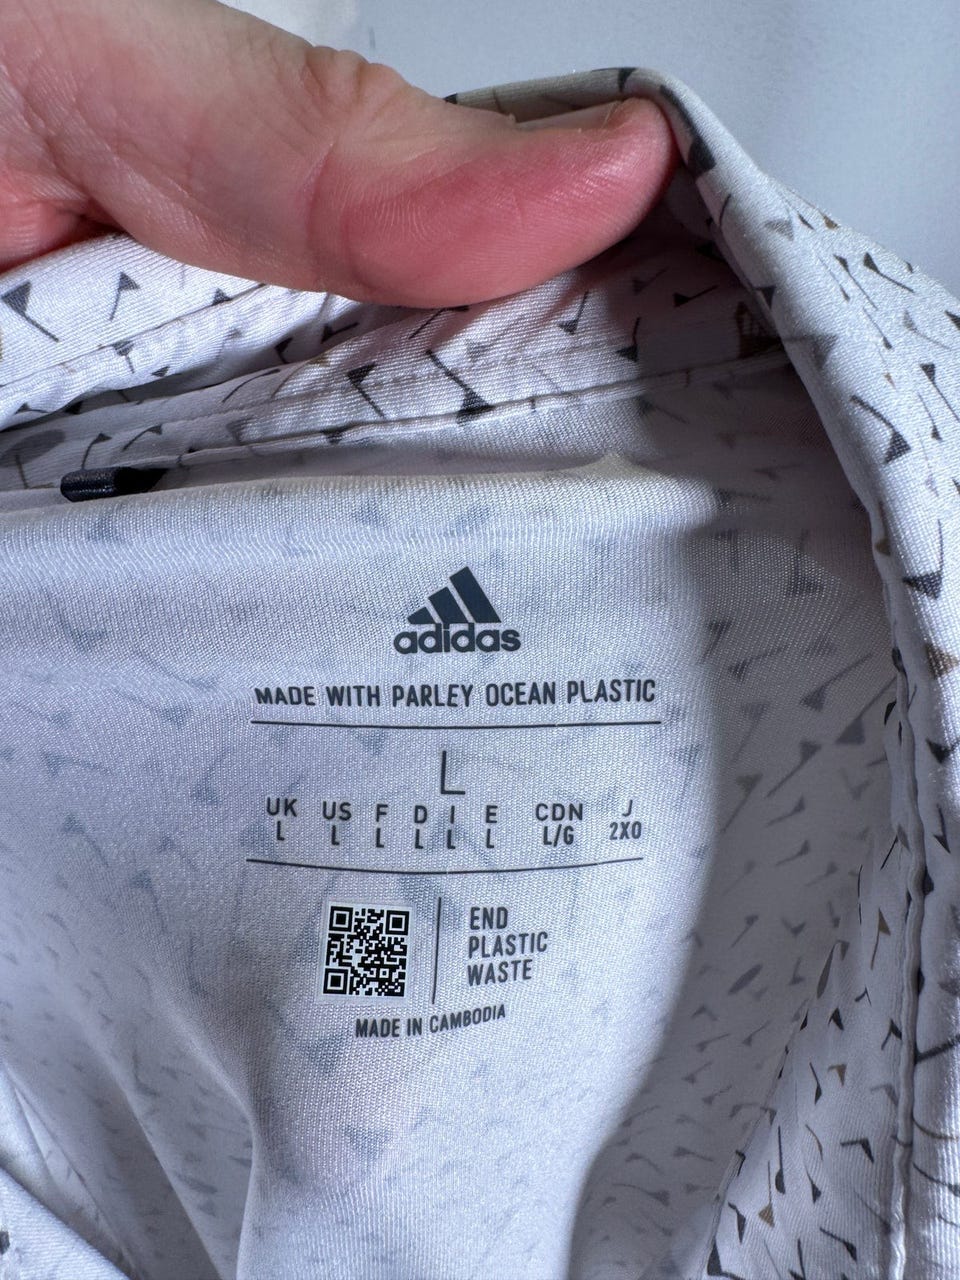 adidas
MADE WITH PARLEY OCEAN PLASTIC
L
UK US F D I E CDN J
L L L L L L L/G 2XO
END
PLASTIC
WASTE
MADE IN CAMBODIA